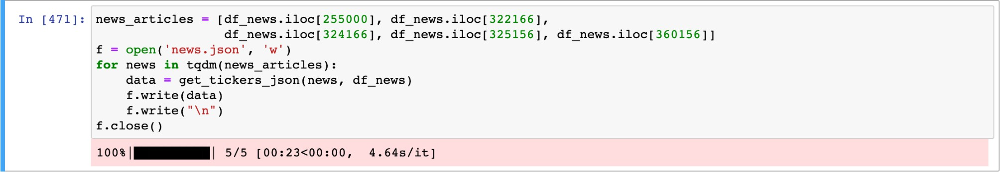 In [471]: news_articles = [df_news.iloc[255000], df_news.iloc[322166],
                 df_news.iloc[324166], df_news.iloc[325156], df_news.iloc[360156]]
f = open('news.json', 'w')
for news in tqdm(news_articles):
    data = get_tickers_json(news, df_news)
    f.write(data)
    f.write("\n")
f.close()
100%|██████████| 5/5 [00:23<00:00,  4.64s/it]